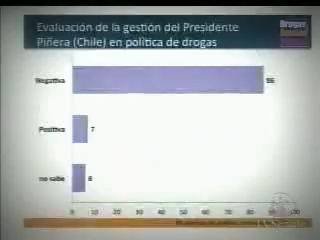 Evaluación de la gestión del Presidente
Piñera (Chile) en política de drogas
Negativa
86
Positiva
7
no sabe
6
0 10 20 30 40 50 60 70 80 90 100